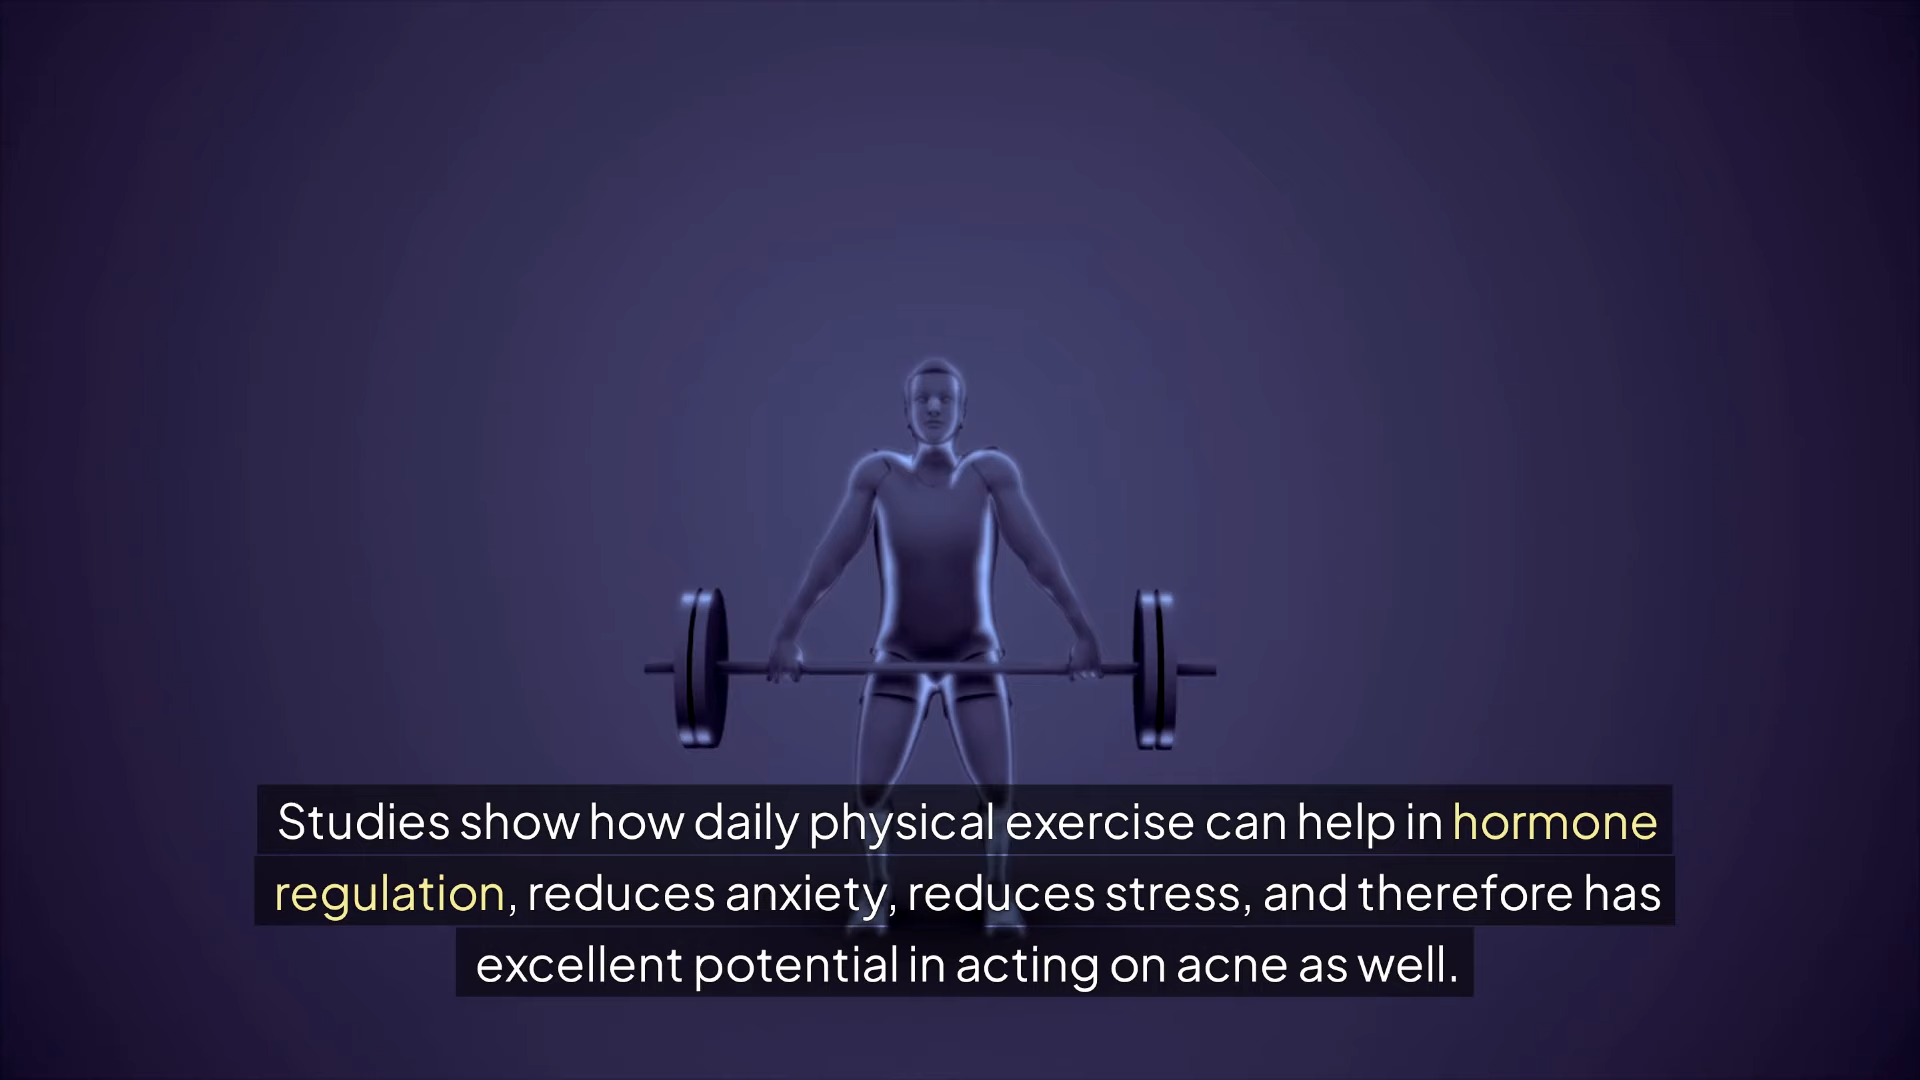 Studies show how daily physical exercise can help in hormone
regulation, reduces anxiety, reduces stress, and therefore has
excellent potential in acting on acne as well.